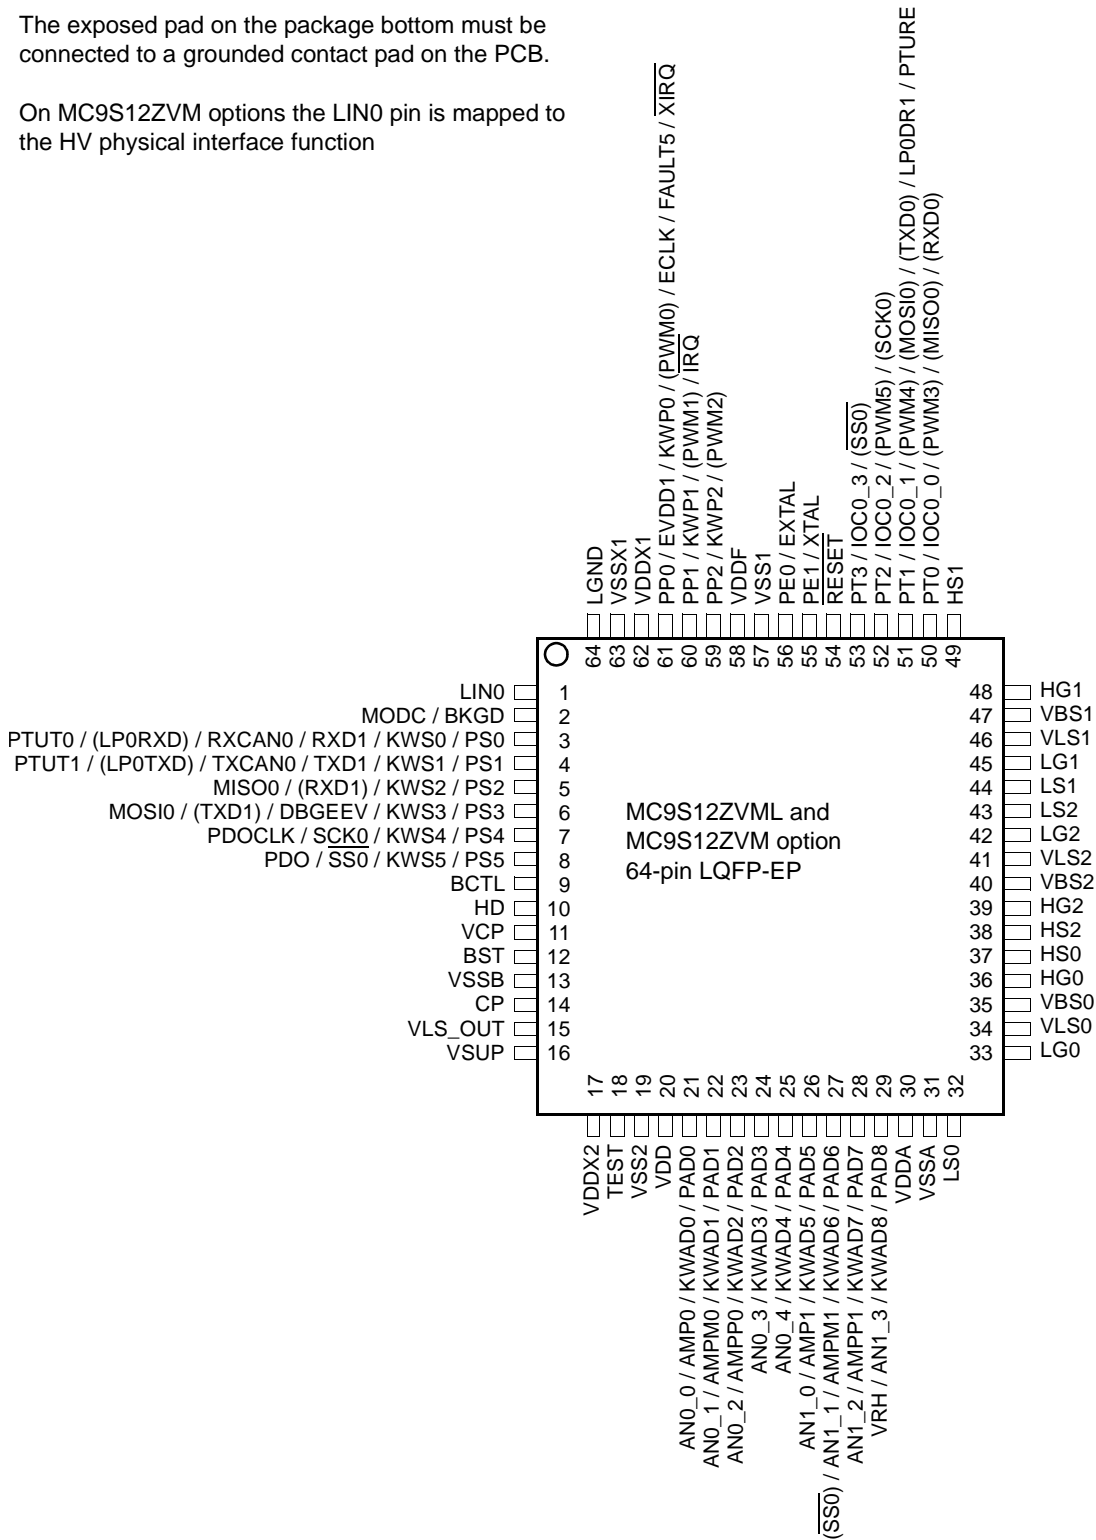 The exposed pad on the package bottom must be
connected to a grounded contact pad on the PCB.
On MC9S12ZVM options the LIN0 pin is mapped to
the HV physical interface function
LGND
VSSX1
VDDX1
PP0 / EVDD1 / KWP0 / (PWM0) / ECLK / FAULT5 / XIRQ
PP1 / KWP1 / (PWM1) / IRQ
PP2 / KWP2 / (PWM2)
VDDF
VSS1
PE0 / EXTAL
PE1 / XTAL
RESET
PT3 / IOC0_3 / (SS0)
PT2 / IOC0_2 / (PWM5) / (SCK0)
PT1 / IOC0_1 / (PWM4) / (MOSI0) / (TXD0) / LP0DR1 / PTURE
PT0 / IOC0_0 / (PWM3) / (MISO0) / (RXD0)
HS1
64
63
62
61
60
59
58
57
56
55
54
53
52
51
50
49
LIN0 1
MODC / BKGD 2
PTUT0 / (LP0RXD) / RXCAN0 / RXD1 / KWS0 / PS0 3
PTUT1 / (LP0TXD) / TXCAN0 / TXD1 / KWS1 / PS1 4
MISO0 / (RXD1) / KWS2 / PS2 5
MOSI0 / (TXD1) / DBGEEV / KWS3 / PS3 6
PDOCLK / SCK0 / KWS4 / PS4 7
PDO / SS0 / KWS5 / PS5 8
BCTL 9
HD 10
VCP 11
BST 12
VSSB 13
CP 14
VLS_OUT 15
VSUP 16
MC9S12ZVML and
MC9S12ZVM option
64-pin LQFP-EP
48 HG1
47 VBS1
46 VLS1
45 LG1
44 LS1
43 LS2
42 LG2
41 VLS2
40 VBS2
39 HG2
38 HS2
37 HS0
36 HG0
35 VBS0
34 VLS0
33 LG0
17
18
19
20
21
22
23
24
25
26
27
28
29
30
31
32
VDDX2
TEST
VSS2
VDD
AN0_0 / AMP0 / KWAD0 / PAD0
AN0_1 / AMPM0 / KWAD1 / PAD1
AN0_2 / AMPP0 / KWAD2 / PAD2
AN0_3 / KWAD3 / PAD3
AN0_4 / KWAD4 / PAD4
AN1_0 / AMP1 / KWAD5 / PAD5
(SS0) / AN1_1 / AMPM1 / KWAD6 / PAD6
AN1_2 / AMPP1 / KWAD7 / PAD7
VRH / AN1_3 / KWAD8 / PAD8
VDDA
VSSA
LS0